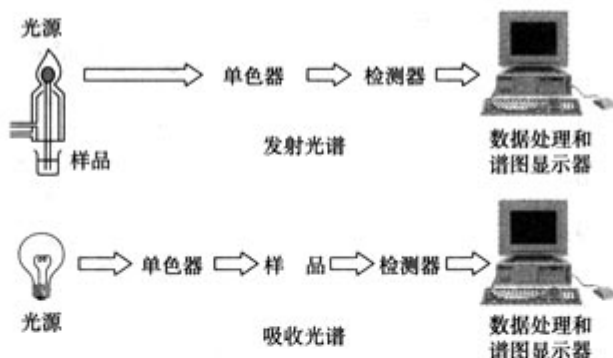 光源
单色器
检测器
样品
发射光谱
数据处理和
谱图显示器
单色器
样 品
检测器
光源
吸收光谱
数据处理和
谱图显示器